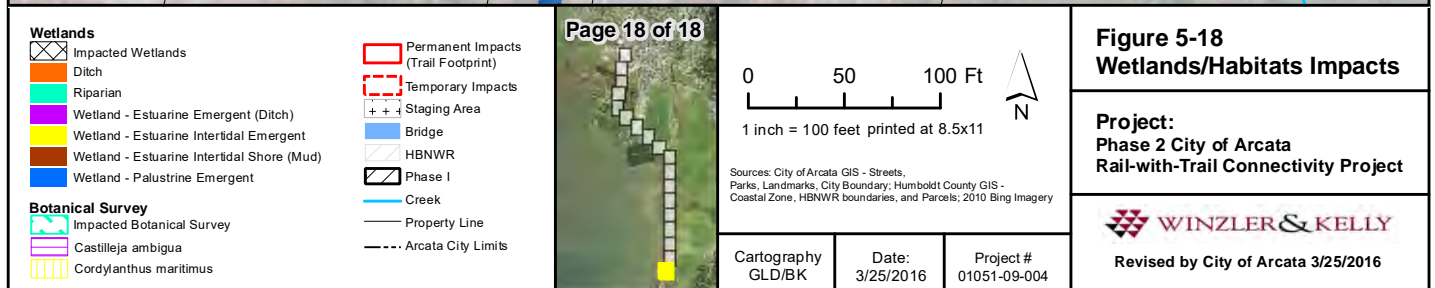 Wetlands
Impacted Wetlands
Ditch
Riparian
Wetland - Estuarine Emergent (Ditch)
Wetland - Estuarine Intertidal Emergent
Wetland - Estuarine Intertidal Shore (Mud)
Wetland - Palustrine Emergent
Botanical Survey
Impacted Botanical Survey
Castilleja ambigua
Cordylanthus maritimus
Permanent Impacts
(Trail Footprint)
Temporary Impacts
Staging Area
Bridge
HBNWR
Phase I
Creek
Property Line
Arcata City Limits
Page 18 of 18
0 50 100 Ft
N
1 inch = 100 feet printed at 8.5x11
Sources: City of Arcata GIS - Streets,
Parks, Landmarks, City Boundary; Humboldt County GIS -
Coastal Zone, HBNWR boundaries, and Parcels; 2010 Bing Imagery
Cartography
GLD/BK
Date:
3/25/2016
Project #
01051-09-004
Figure 5-18
Wetlands/Habitats Impacts
Project:
Phase 2 City of Arcata
Rail-with-Trail Connectivity Project
WINZLER & KELLY
Revised by City of Arcata 3/25/2016